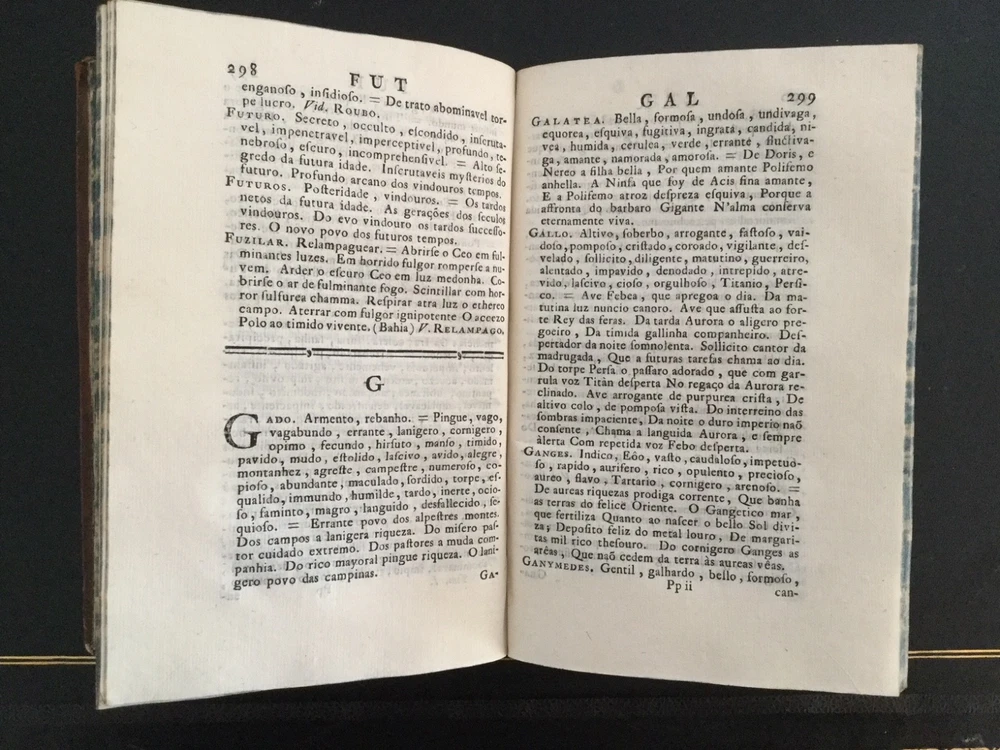 298
FUT
enganoſo , inſidioſo. = De trato abominavel tor-
pe lucro. Vid. ROUBO.
FUTURO. Secreto , occulto , eſcondido , inſcruta-
vel, impenetravel, imperceptivel, profundo, te-
nebroſo, eſcuro, incomprehenſivel. = Alto ſe-
gredo da futura idade. Inſcrutaveis myſterios do
futuro. Profundo arcano dos vindouros tempos.
FUTUROS. Poſteridade , vindouros. = Os tardos
netos da futura idade. As gerações dos ſeculos
vindouros. Do evo vindouro os tardos ſucceſſo-
res. O novo povo dos futuros tempos.
FUZILAR. Relampaguear. = Abrirſe o Ceo em ful-
minantes luzes. Em horrido fulgor romperſe a nu-
vem. Arder o eſcuro Ceo em luz medonha. Co-
brirſe o ar de fulminante fogo. Scintillar com hor-
ror ſulfurea chamma. Reſpirar atra luz o ethereo
campo. Aterrar com fulgor ignipotente O accezo
Polo ao timido vivente. (Bahia) V. RELAMPAGO.
G
GADO. Armento, rebanho. = Pingue, vago,
vagabundo , errante , lanigero , cornigero ,
opimo , fecundo , hirſuto , manſo , timido,
pavido, mudo, eſtolido, laſcivo, avido, alegre,
montanhez , agreſte , campeſtre , numeroſo , co-
pioſo, abundante, maculado, ſordido, torpe, eſ-
qualido, immundo, humilde, tardo, inerte, ocio-
ſo, faminto, magro, languido, desfallecido, ſe-
quioſo. = Errante povo dos alpeſtres montes.
Dos campos a lanigera riqueza. Do miſero paſ-
tor cuidado extremo. Dos paſtores a muda com-
panhia. Do rico mayoral pingue riqueza. O lani-
gero povo das campinas.
Ga-
GAL
299
GALATEA. Bella, formoſa , undoſa , undivaga,
equorea, eſquiva, fugitiva, ingrata, candida, ni-
vea, humida, cerulea, verde, errante, fluctiva-
ga, amante, namorada, amoroſa. = De Doris, e
Nereo a filha bella , Por quem amante Polifemo
anhella. A Ninfa que foy de Acis fina amante,
E a Polifemo atroz deſpreza eſquiva, Porque a
affronta do barbaro Gigante N'alma conſerva
eternamente viva.
GALLO. Altivo, ſoberbo, arrogante, faſtoſo, vai-
doſo, pompoſo, criſtado, coroado, vigilante, deſ-
velado, ſollicito, diligente, matutino, guerreiro,
alentado, impavido, denodado, intrepido, atre-
vido, laſcivo, cioſo , orgulhoſo , Titanio, Perſi-
co. = Ave Febea, que apregoa o dia. Da ma-
tutina luz nuncio canoro. Ave que aſſuſta ao for-
te Rey das feras. Da tarda Aurora o aligero pre-
goeiro , Da timida gallinha companheiro. Deſ-
pertador da noite ſomnolenta. Sollicito cantor da
madrugada, Que a futuras tarefas chama ao dia.
Do torpe Perſa o paſſaro adorado , que com gar-
rula voz Titàn deſperta No regaço da Aurora re-
clinado. Ave arrogante de purpurea criſta, De
altivo colo, de pompoſa viſta. Do interreino das
ſombras impaciente, Da noite o duro imperio naõ
conſente, Chama a languida Aurora, e ſempre
àlerta Com repetida voz Febo deſperta.
GANGES. Indico, Eóo, vaſto, caudaloſo, impetuo-
ſo , rapido, aurifero, rico, opulento, precioſo,
aureo , flavo , Tartario , cornigero , arenoſo. =
De aureas riquezas prodiga corrente, Que banha
as terras do felice Oriente. O Gangetico mar,
que fertiliza Quanto ao naſcer o bello Sol divi-
za; Depoſito feliz do metal louro, De margari-
tas mil rico theſouro. Do cornigero Ganges as
arêas, Que naõ cedem da terra às aureas vêas.
GANYMEDES. Gentil, galhardo, bello, formoſo,
Pp ii
can-